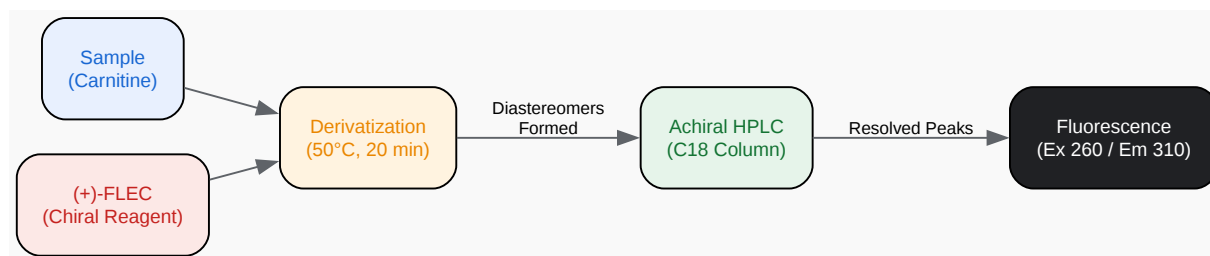 Sample
(Carnitine)
(+)-FLEC
(Chiral Reagent)
Derivatization
(50°C, 20 min)
Diastereomers
Formed
Achiral HPLC
(C18 Column)
Resolved Peaks
Fluorescence
(Ex 260 / Em 310)